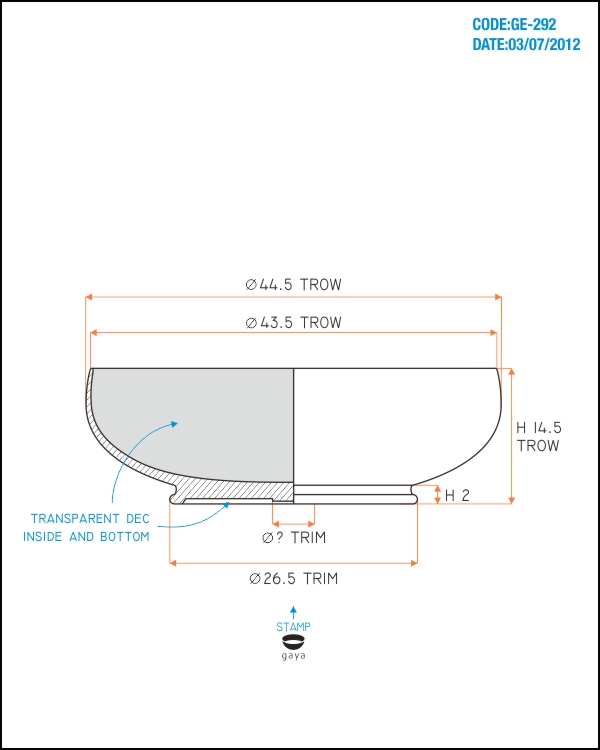 CODE:GE-292
DATE:03/07/2012
Ø44.5 TROW
Ø43.5 TROW
H 14.5
TROW
H 2
TRANSPARENT DEC
INSIDE AND BOTTOM
Ø? TRIM
Ø26.5 TRIM
STAMP
gaya